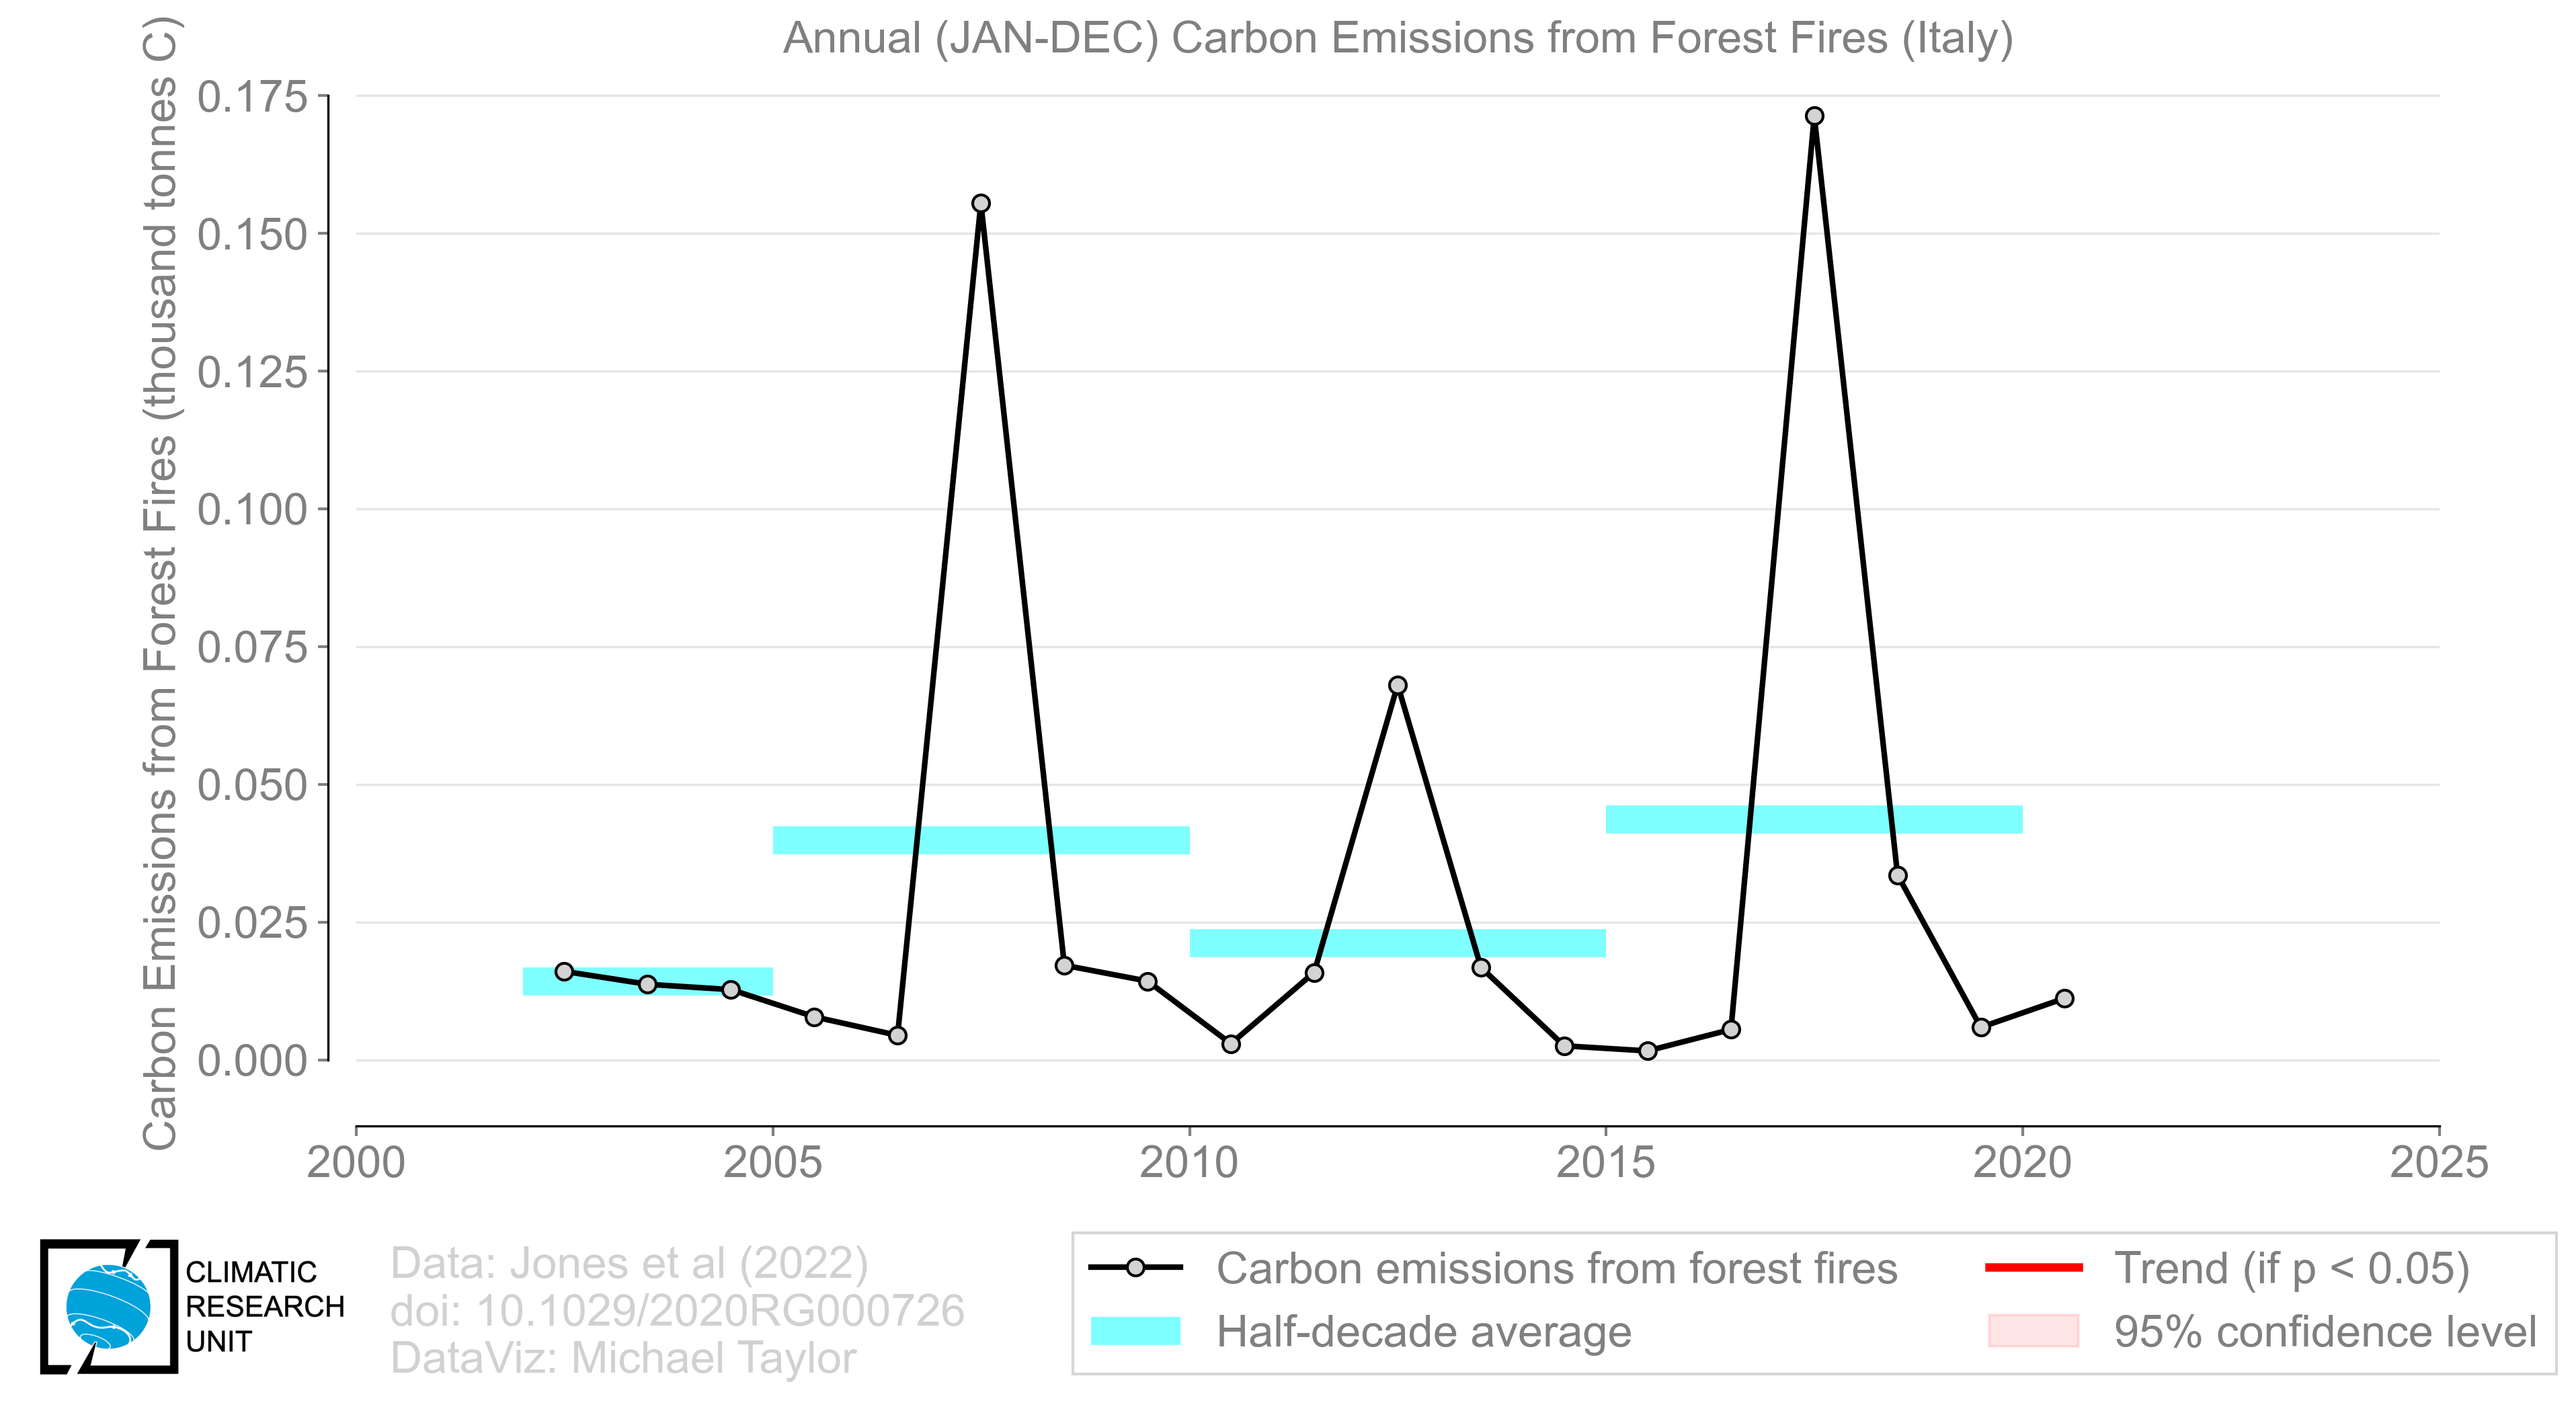 Annual (JAN-DEC) Carbon Emissions from Forest Fires (Italy)
Carbon Emissions from Forest Fires (thousand tonnes C)
0.175
0.150
0.125
0.100
0.075
0.050
0.025
0.000
2000 2005 2010 2015 2020 2025
CLIMATIC
RESEARCH
UNIT
Data: Jones et al (2022)
doi: 10.1029/2020RG000726
DataViz: Michael Taylor
Carbon emissions from forest fires
Half-decade average
Trend (if p < 0.05)
95% confidence level